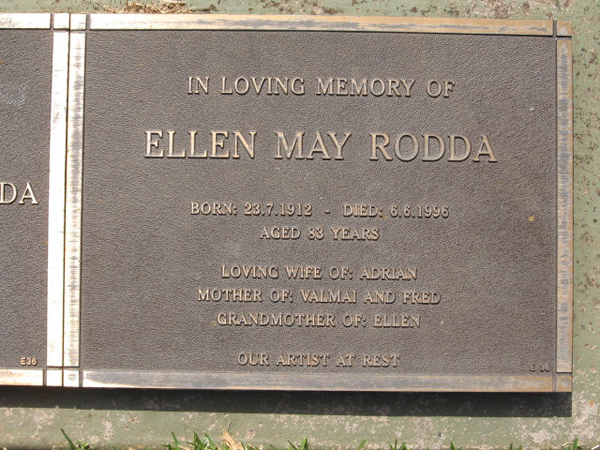 IN LOVING MEMORY OF
ELLEN MAY RODDA
BORN: 23.7.1912 - DIED: 6.6.1996
AGED 83 YEARS
LOVING WIFE OF: ADRIAN
MOTHER OF: VALMAI AND FRED
GRANDMOTHER OF: ELLEN
OUR ARTIST AT REST
E 36
DA
E36